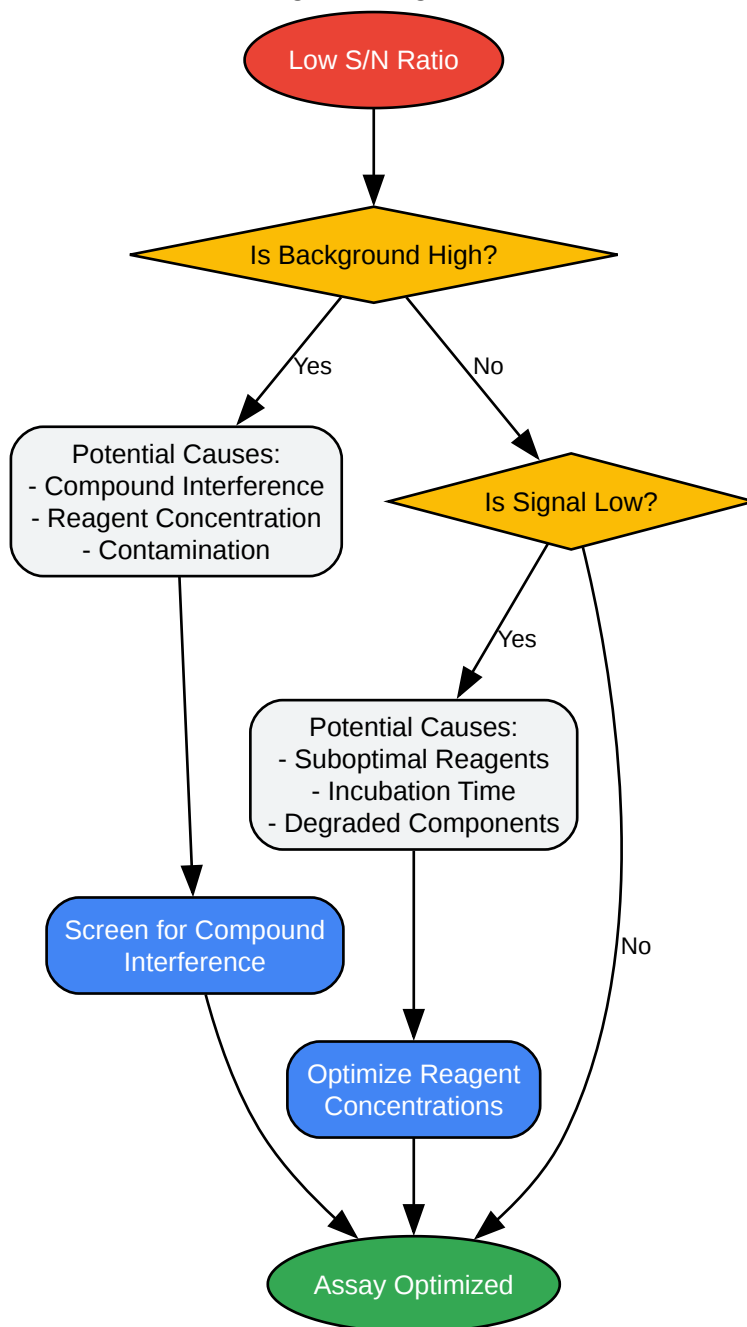 Low S/N Ratio
Is Background High?
Yes
No
Potential Causes:
- Compound Interference
- Reagent Concentration
- Contamination
Is Signal Low?
Yes
Potential Causes:
- Suboptimal Reagents
- Incubation Time
- Degraded Components
Screen for Compound
Interference
No
Optimize Reagent
Concentrations
Assay Optimized